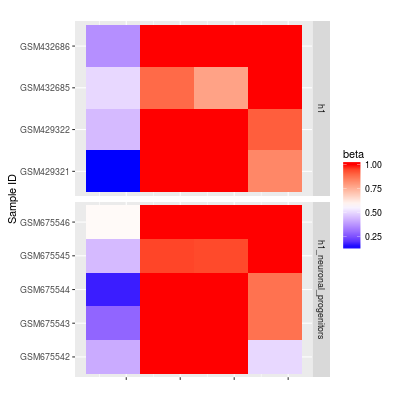 GSM432686
GSM432685
GSM429322
GSM429321
h1
GSM675546
GSM675545
GSM675544
GSM675543
GSM675542
h1_neuronal_progenitors
Sample ID
beta
1.00
0.75
0.50
0.25